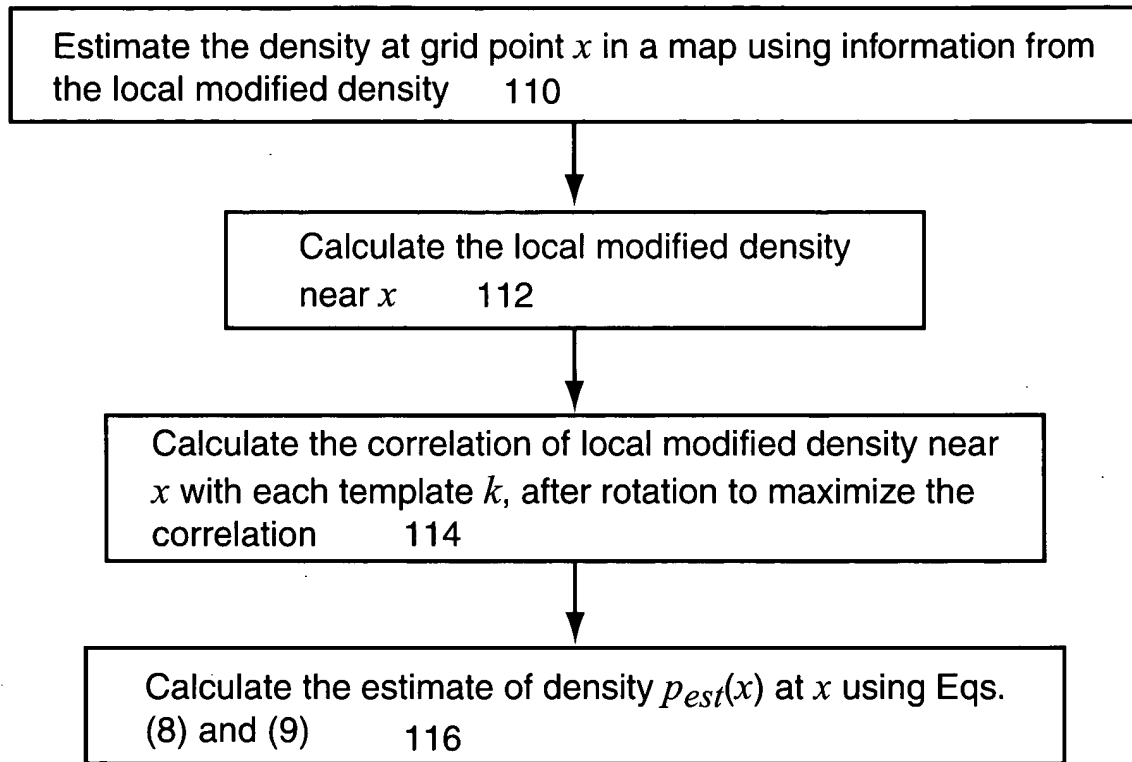 Estimate the density at grid point x in a map using information from
the local modified density 110
Calculate the local modified density
near x 112
Calculate the correlation of local modified density near
x with each template k, after rotation to maximize the
correlation 114
Calculate the estimate of density p_est(x) at x using Eqs.
(8) and (9) 116